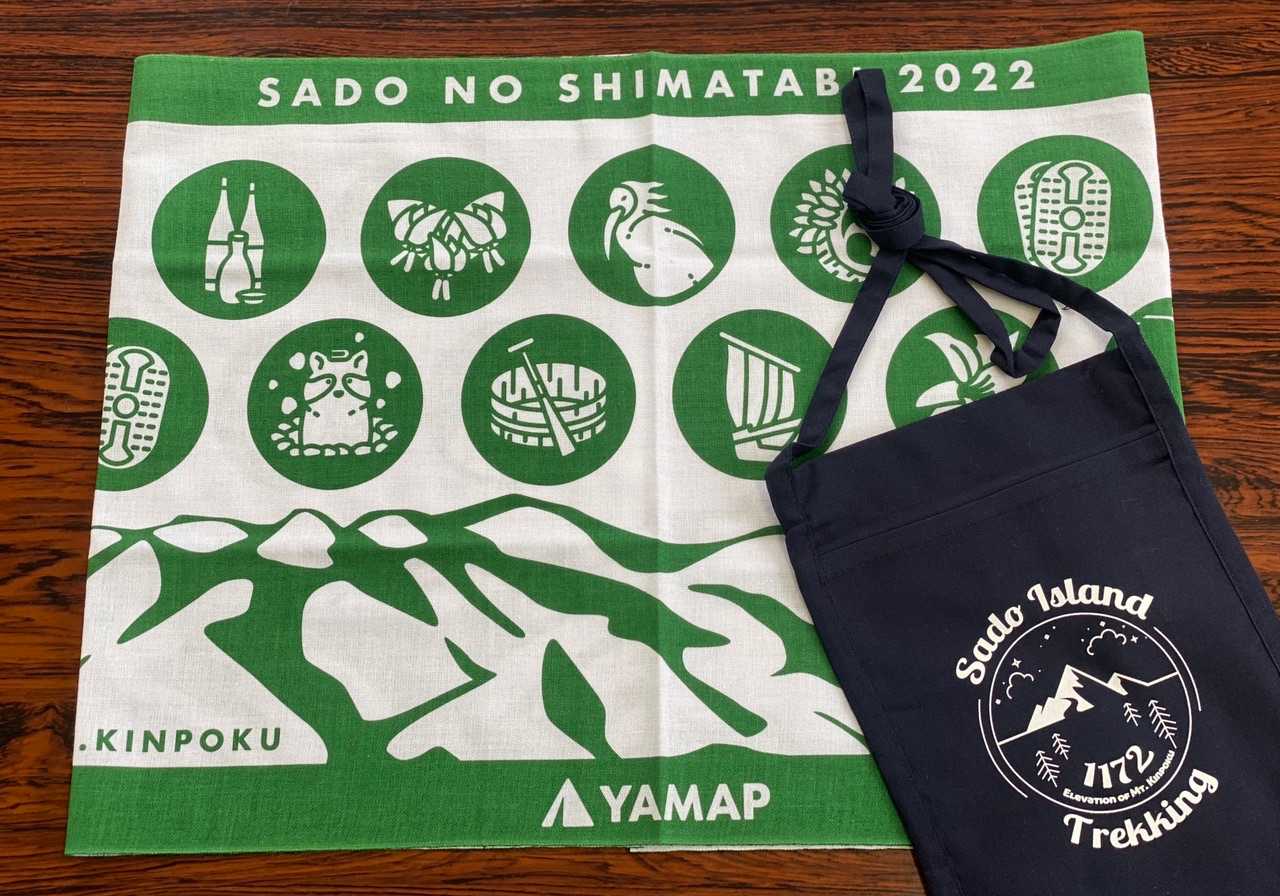 SADO NO SHIMATABI 2022
.KINPOKU
YAMAP
Sado Island
1172
Elevation of Mt. Kinpoku
Trekking